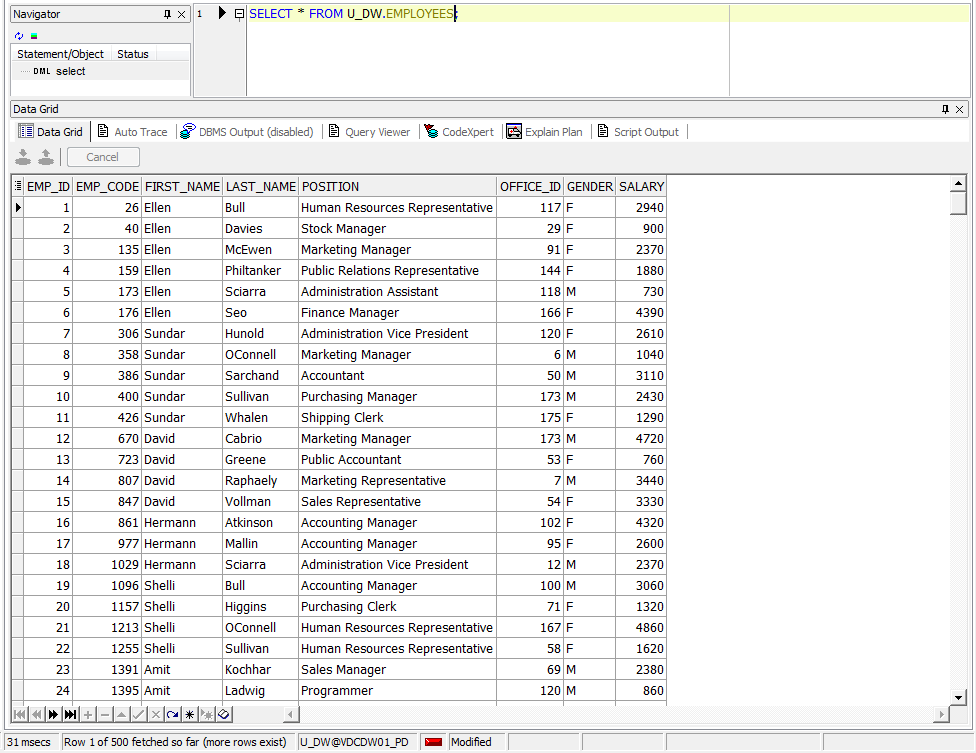 Navigator
1 SELECT * FROM U_DW.EMPLOYEES;
Statement/Object Status
DML select
Data Grid
Data Grid Auto Trace DBMS Output (disabled) Query Viewer CodeXpert Explain Plan Script Output
Cancel
EMP_ID EMP_CODE FIRST_NAME LAST_NAME POSITION OFFICE_ID GENDER SALARY
1 26 Ellen Bull Human Resources Representative 117 F 2940
2 40 Ellen Davies Stock Manager 29 F 900
3 135 Ellen McEwen Marketing Manager 91 F 2370
4 159 Ellen Philtanker Public Relations Representative 144 F 1880
5 173 Ellen Sciarra Administration Assistant 118 M 730
6 176 Ellen Seo Finance Manager 166 F 4390
7 306 Sundar Hunold Administration Vice President 120 F 2610
8 358 Sundar OConnell Marketing Manager 6 M 1040
9 386 Sundar Sarchand Accountant 50 M 3110
10 400 Sundar Sullivan Purchasing Manager 173 M 2430
11 426 Sundar Whalen Shipping Clerk 175 F 1290
12 670 David Cabrio Marketing Manager 173 M 4720
13 723 David Greene Public Accountant 53 F 760
14 807 David Raphaely Marketing Representative 7 M 3440
15 847 David Vollman Sales Representative 54 F 3330
16 861 Hermann Atkinson Accounting Manager 102 F 4320
17 977 Hermann Mallin Accounting Manager 95 F 2600
18 1029 Hermann Sciarra Administration Vice President 12 M 2370
19 1096 Shelli Bull Accounting Manager 100 M 3060
20 1157 Shelli Higgins Purchasing Clerk 71 F 1320
21 1213 Shelli OConnell Human Resources Representative 167 F 4860
22 1255 Shelli Sullivan Human Resources Representative 58 F 1620
23 1391 Amit Kochhar Sales Manager 69 M 2380
24 1395 Amit Ladwig Programmer 120 M 860
31 msecs Row 1 of 500 fetched so far (more rows exist) U_DW@VDCDW01_PD Modified